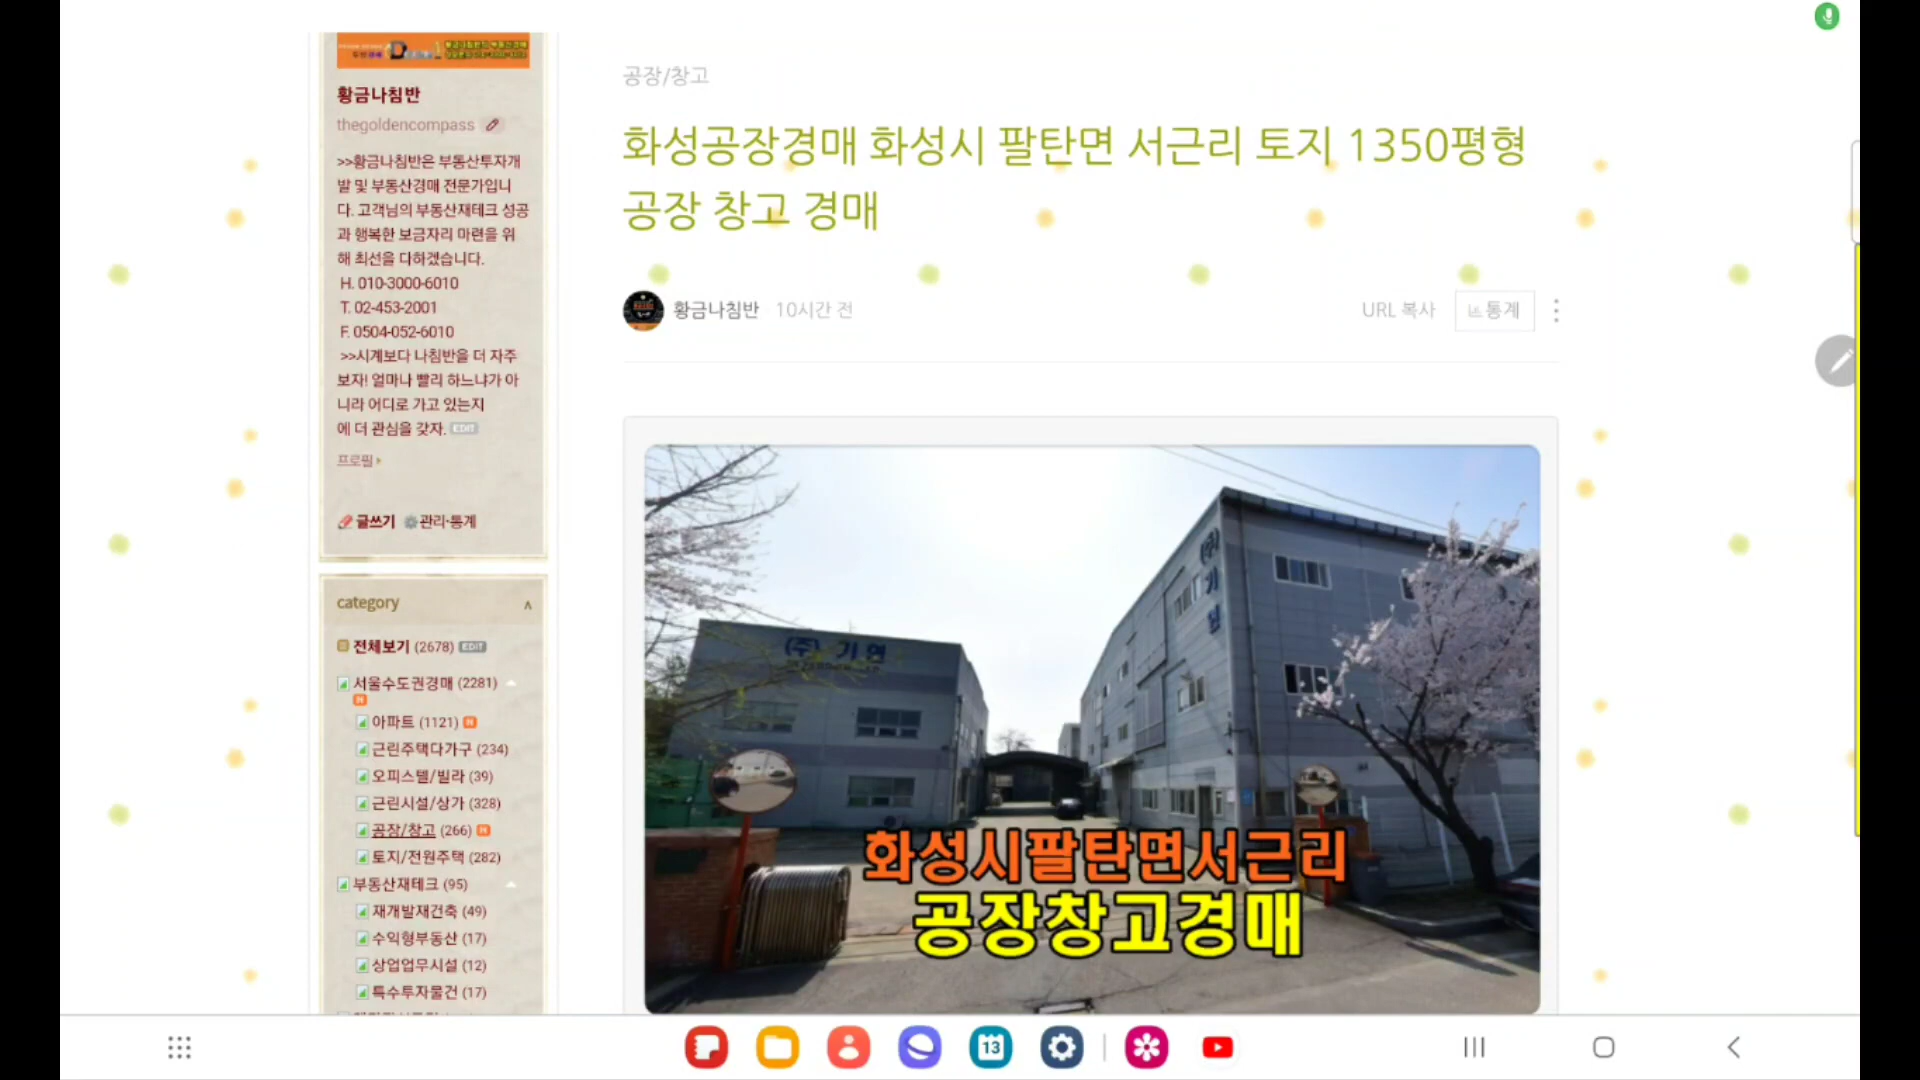 황금나침반
thegoldencompass
>>황금나침반은 부동산투자개
발 및 부동산경매 전문가입니
다. 고객님의 부동산재테크 성공
과 행복한 보금자리 마련을 위
해 최선을 다하겠습니다.
H. 010-3000-6010
T. 02-453-2001
F. 0504-052-6010
>>시계보다 나침반을 더 자주
보자! 얼마나 빨리 하느냐가 아
니라 어디로 가고 있는지
에 더 관심을 갖자. EDIT
프로필
글쓰기 관리·통계
category
전체보기 (2678) EDIT
서울수도권경매 (2281)
N
아파트 (1121) N
근린주택다가구 (234)
오피스텔/빌라 (39)
근린시설/상가 (328)
공장/창고 (266) N
토지/전원주택 (282)
부동산재테크 (95)
재개발재건축 (49)
수익형부동산 (17)
상업업무시설 (12)
특수투자물건 (17)
공장/창고
화성공장경매 화성시 팔탄면 서근리 토지 1350평형
공장 창고 경매
황금나침반 10시간 전
URL 복사 통계
(주)기연
(주)기연
화성시팔탄면서근리
공장창고경매
13